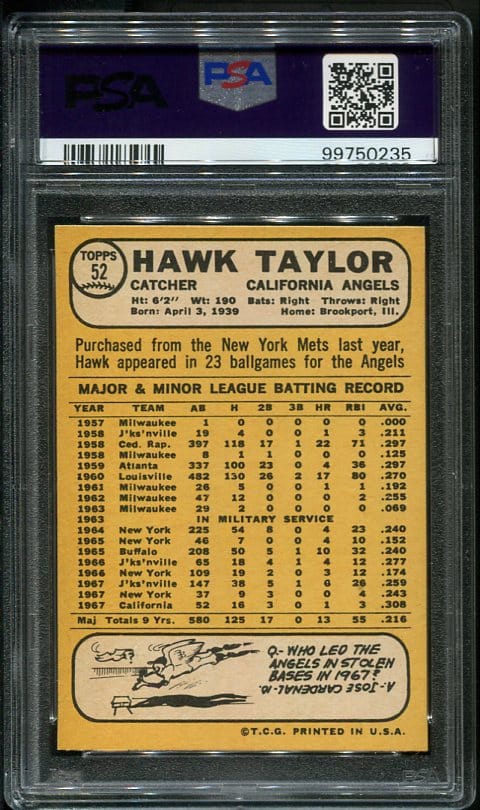 PSA
PSA
99750235
TOPPS
52
HAWK TAYLOR
CATCHER CALIFORNIA ANGELS
Ht: 6'2" Wt: 190 Bats: Right Throws: Right
Born: April 3, 1939 Home: Brookport, Ill.
Purchased from the New York Mets last year,
Hawk appeared in 23 ballgames for the Angels
MAJOR & MINOR LEAGUE BATTING RECORD
YEAR TEAM AB H 2B 3B HR RBI AVG.
1957 Milwaukee 1 0 0 0 0 0 .000
1958 J'ks'nville 19 4 0 0 1 3 .211
1958 Ced. Rap. 397 118 17 1 22 71 .297
1958 Milwaukee 8 1 1 0 0 0 .125
1959 Atlanta 337 100 23 0 4 36 .297
1960 Louisville 482 130 26 2 17 80 .270
1961 Milwaukee 26 5 0 0 1 1 .192
1962 Milwaukee 47 12 0 0 0 2 .255
1963 Milwaukee 29 2 0 0 0 0 .069
1963 IN MILITARY SERVICE
1964 New York 225 54 8 0 4 23 .240
1965 New York 46 7 0 0 4 10 .152
1965 Buffalo 208 50 5 1 10 32 .240
1966 J'ks'nville 65 18 4 1 4 12 .277
1966 New York 109 19 2 0 3 12 .174
1967 J'ks'nville 147 38 5 1 6 26 .259
1967 New York 37 9 3 0 0 4 .243
1967 California 52 16 3 0 1 3 .308
Maj Totals 9 Yrs. 580 125 17 0 13 55 .216
Q.- WHO LED THE
ANGELS IN STOLEN
BASES IN 1967?
A.- JOSE CARDENAL-10.
©T.C.G. PRINTED IN U.S.A.
PSA